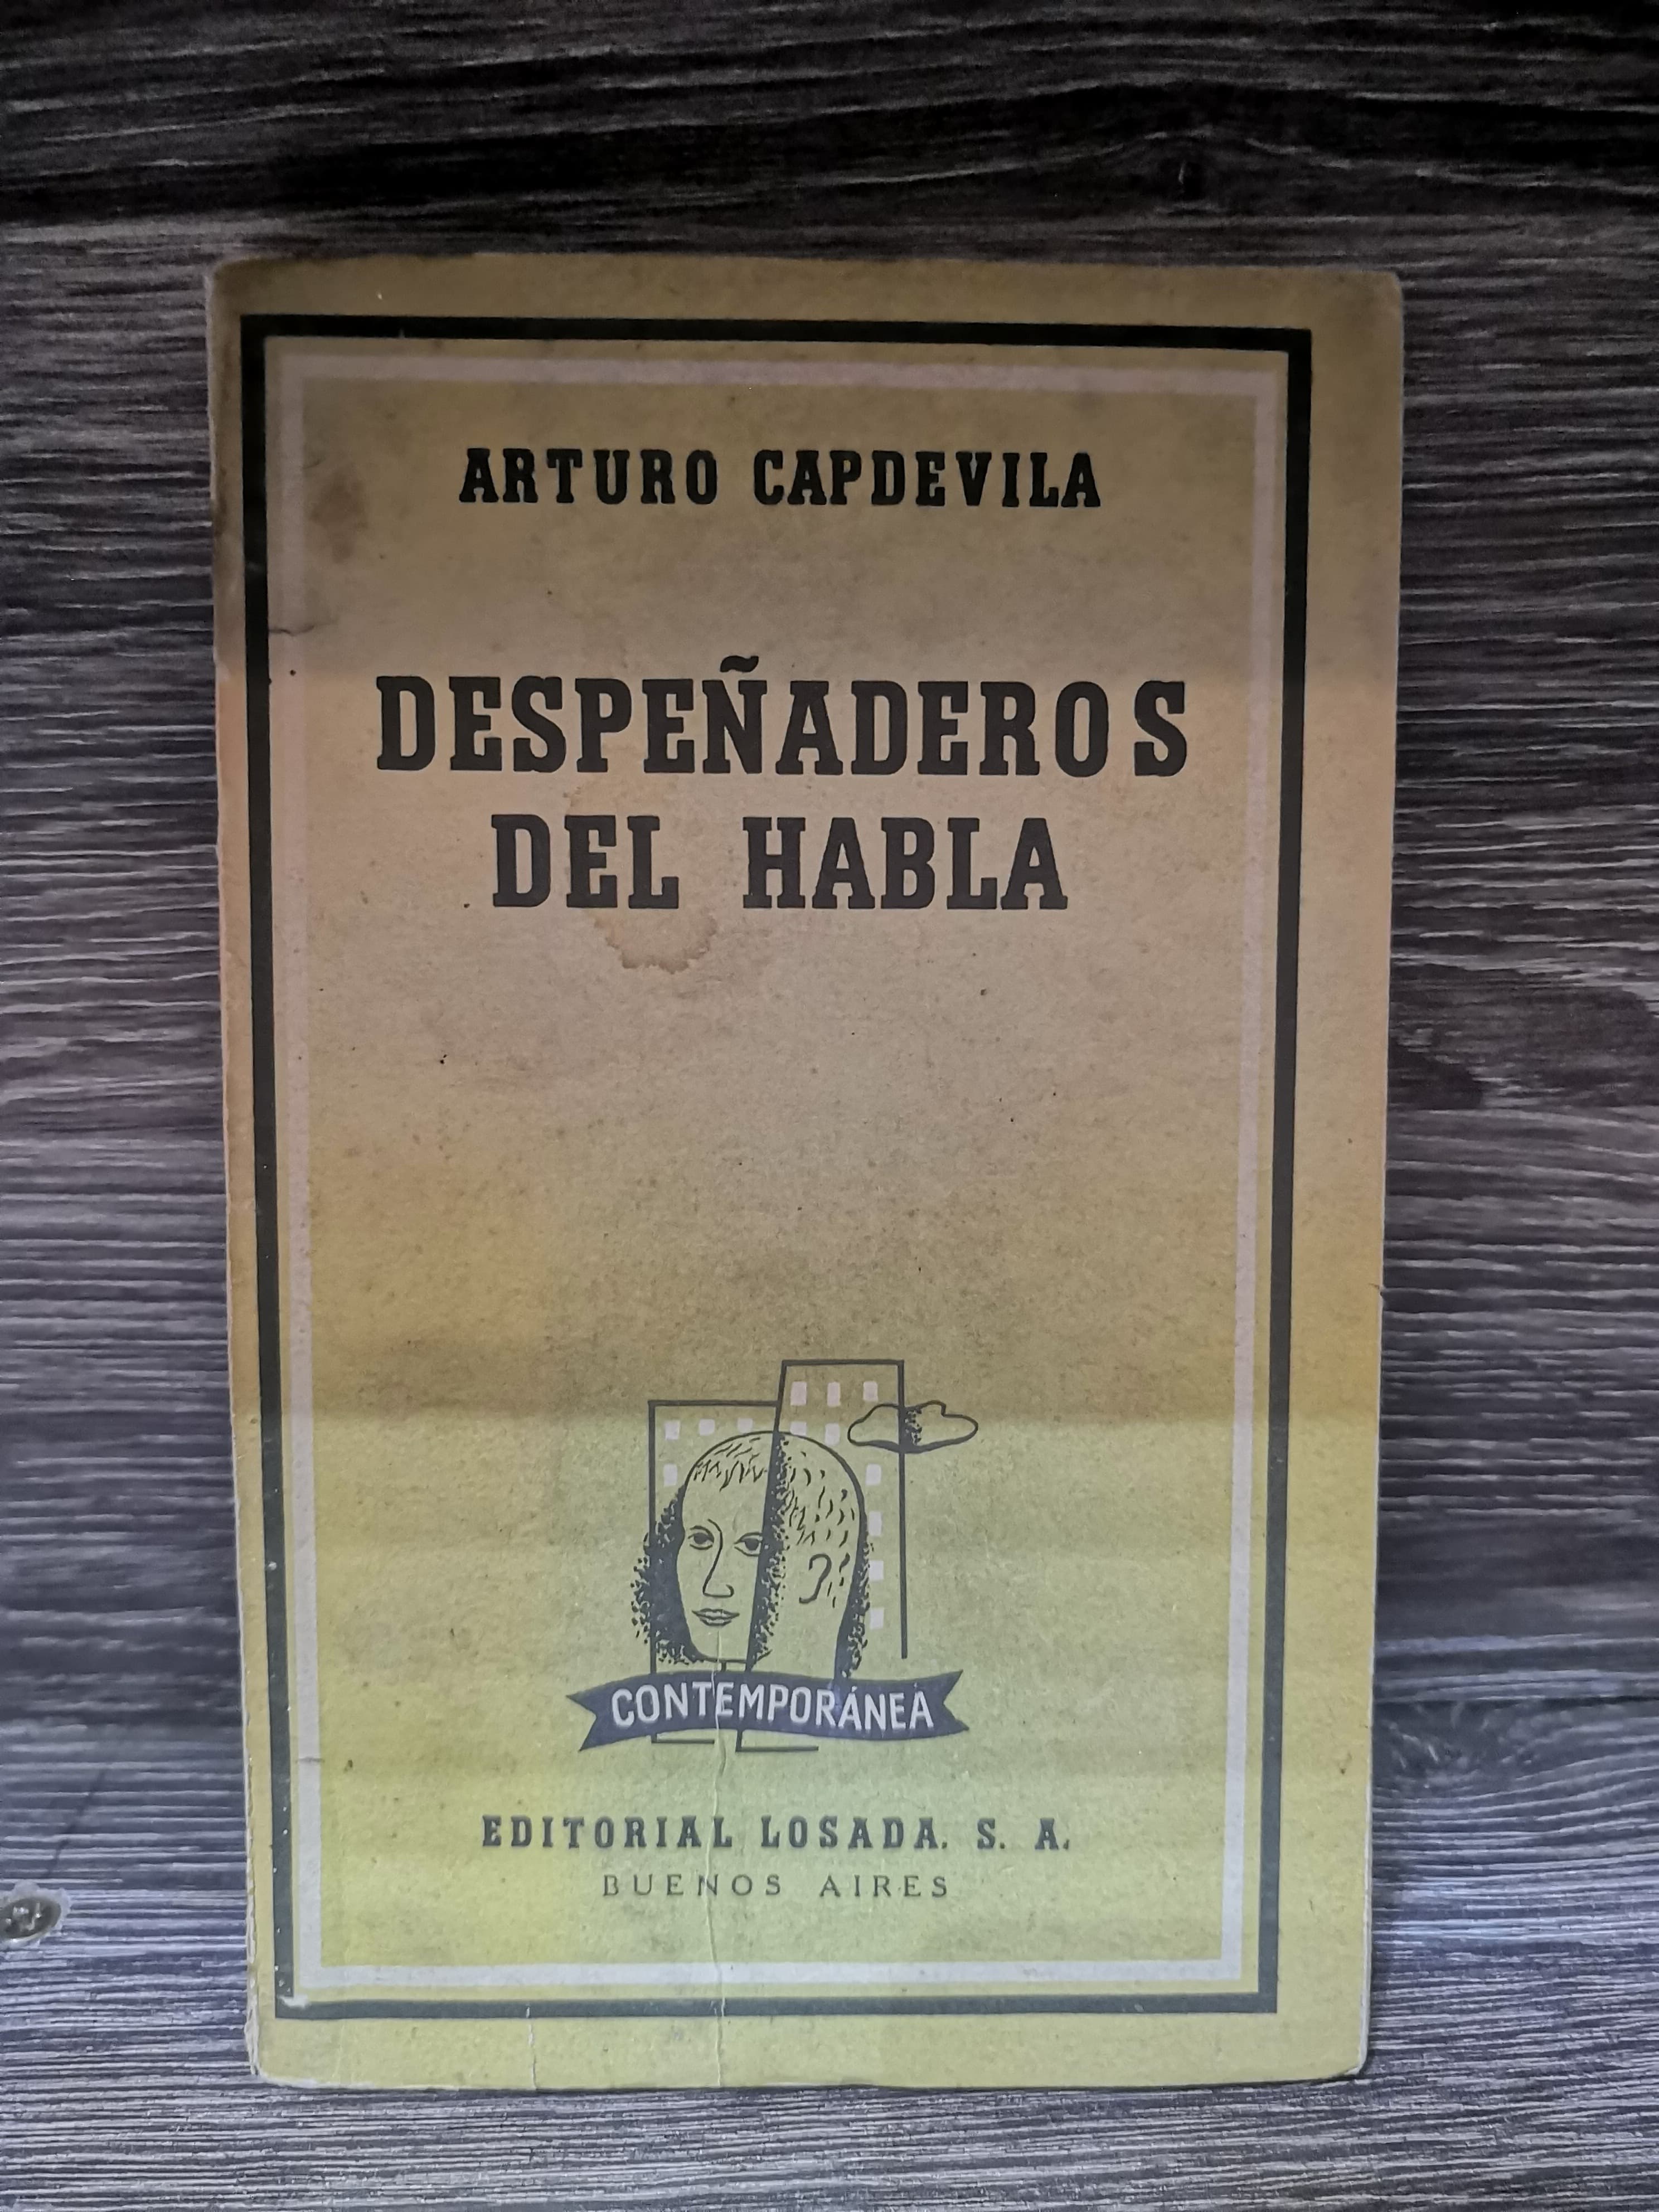 ARTURO CAPDEVILA
DESPEÑADEROS
DEL HABLA
CONTEMPORÁNEA
EDITORIAL LOSADA. S. A.
BUENOS AIRES